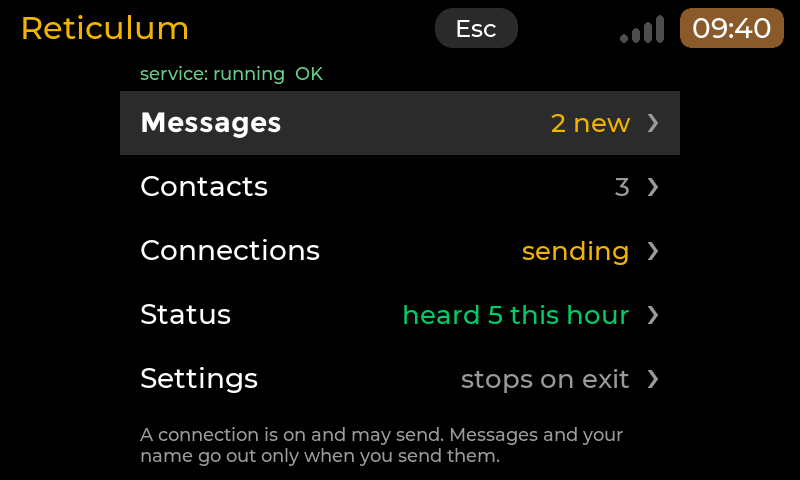 Reticulum
Esc
09:40
service: running  OK
Messages 2 new
Contacts 3
Connections sending
Status heard 5 this hour
Settings stops on exit
A connection is on and may send. Messages and your
name go out only when you send them.